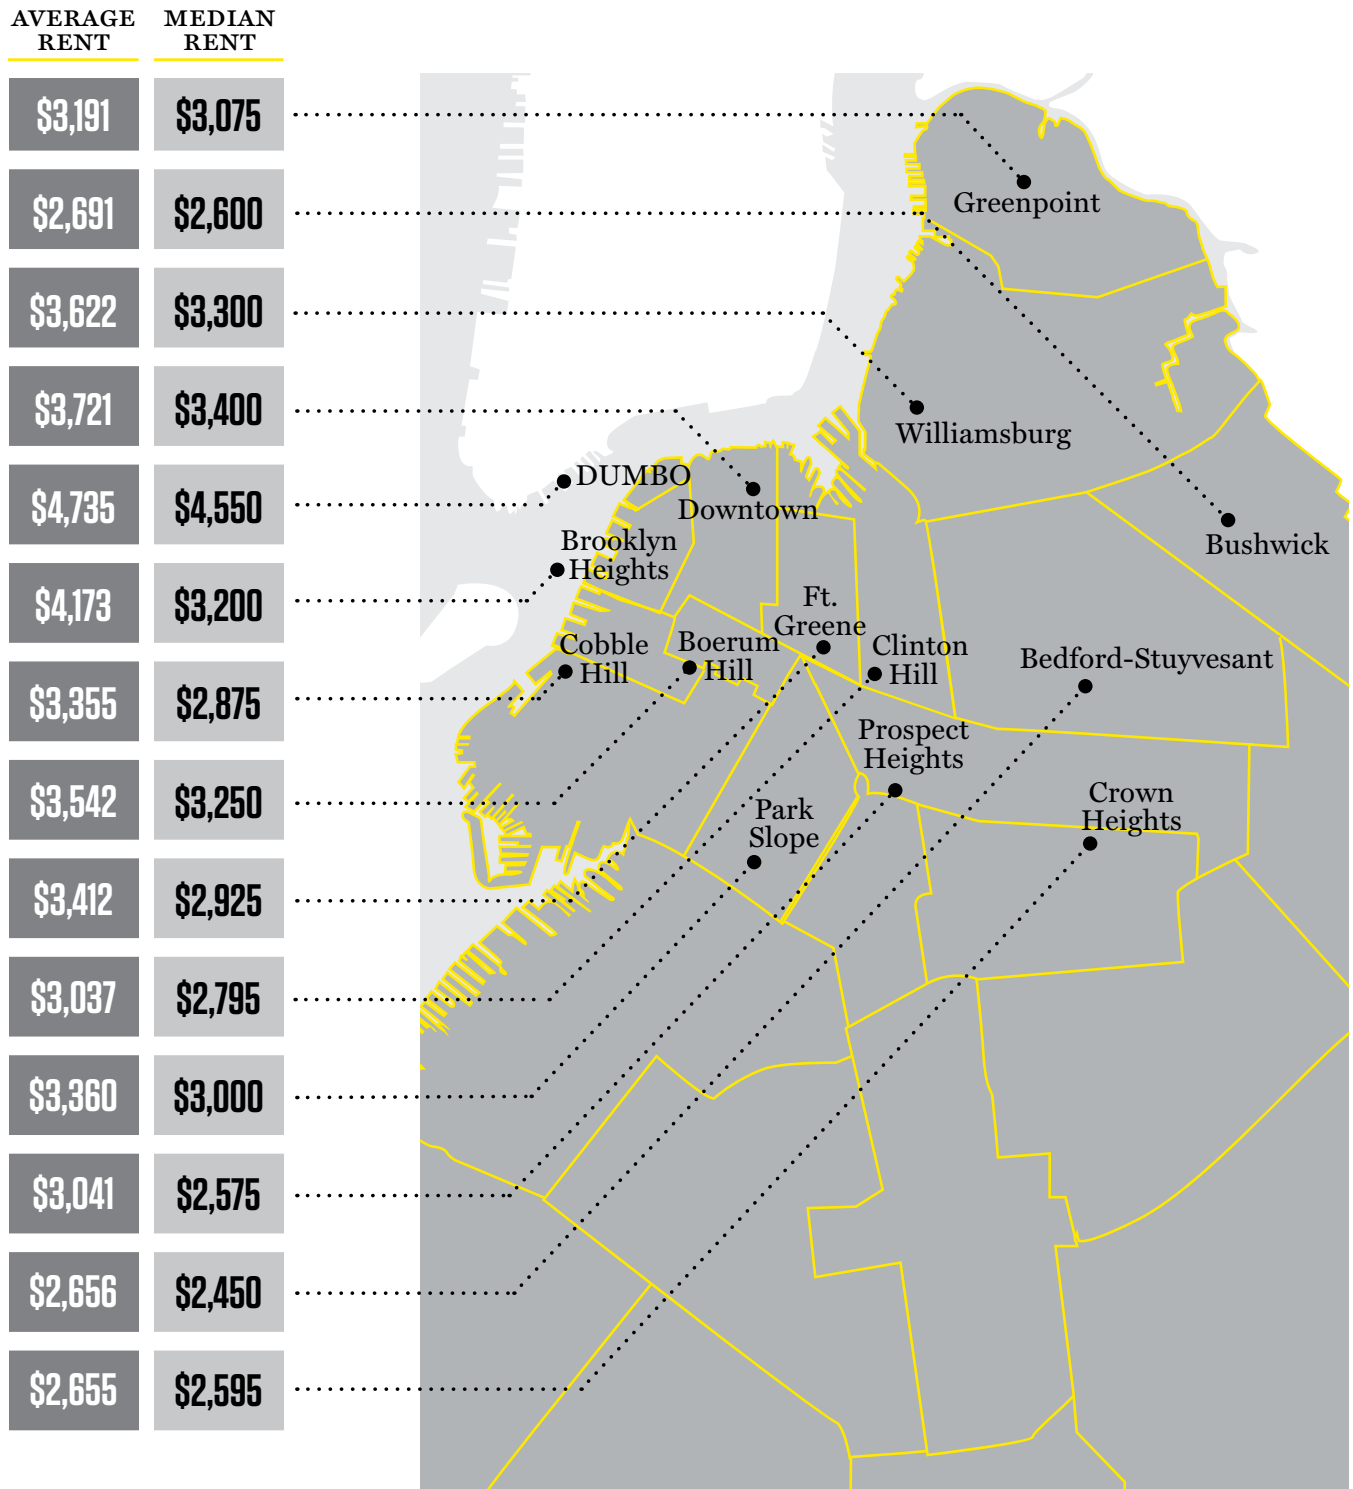 AVERAGE
RENT
MEDIAN
RENT
$3,191 $3,075
$2,691 $2,600
$3,622 $3,300
$3,721 $3,400
$4,735 $4,550
$4,173 $3,200
$3,355 $2,875
$3,542 $3,250
$3,412 $2,925
$3,037 $2,795
$3,360 $3,000
$3,041 $2,575
$2,656 $2,450
$2,655 $2,595
Greenpoint
Williamsburg
DUMBO
Downtown
Bushwick
Brooklyn
Heights
Ft.
Greene
Cobble
Hill
Boerum
Hill
Clinton
Hill
Bedford-Stuyvesant
Prospect
Heights
Park
Slope
Crown
Heights